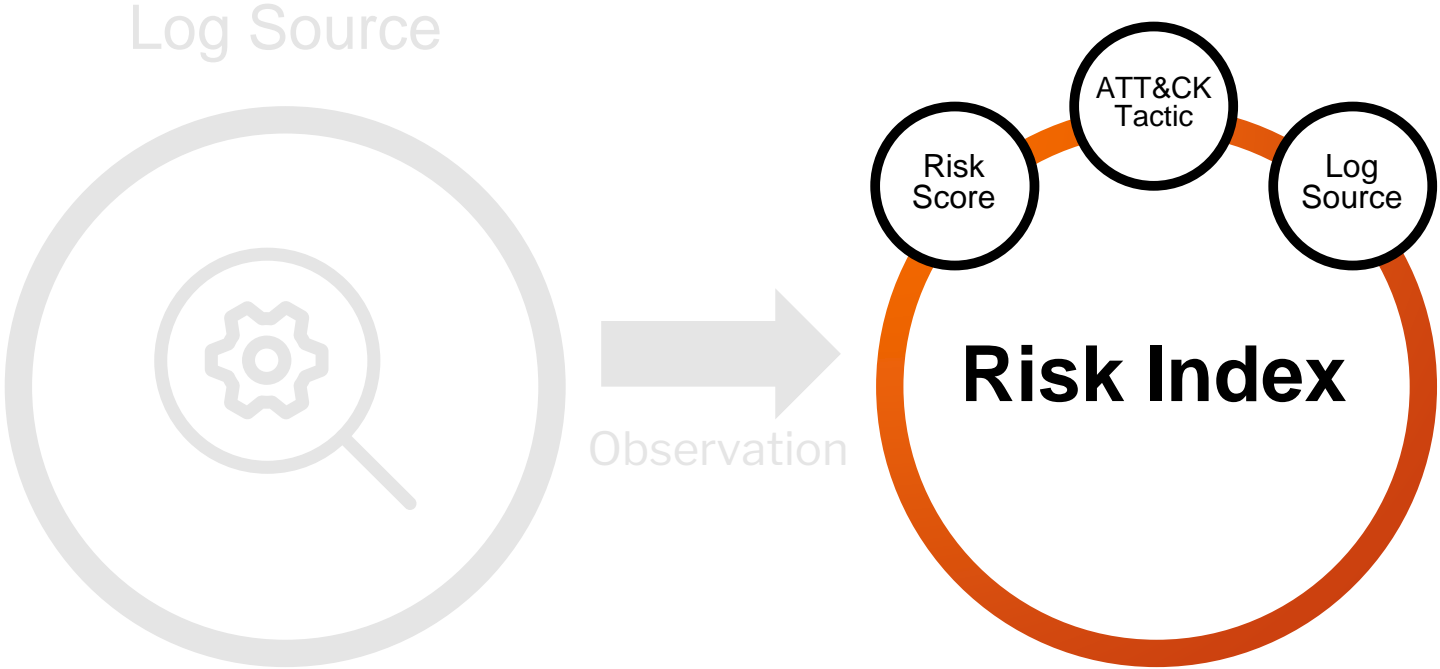 Log Source
ATT&CK
Tactic
Risk
Score
Log
Source
Risk Index
Observation